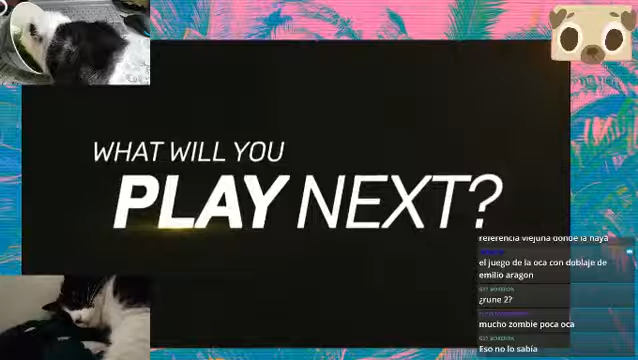 WHAT WILL YOU
PLAY NEXT?
referencia viejuna donde la haya
el juego de la oca con doblaje de
emilio aragon
¿rune 2?
mucho zombie poca oca
Eso no lo sabía